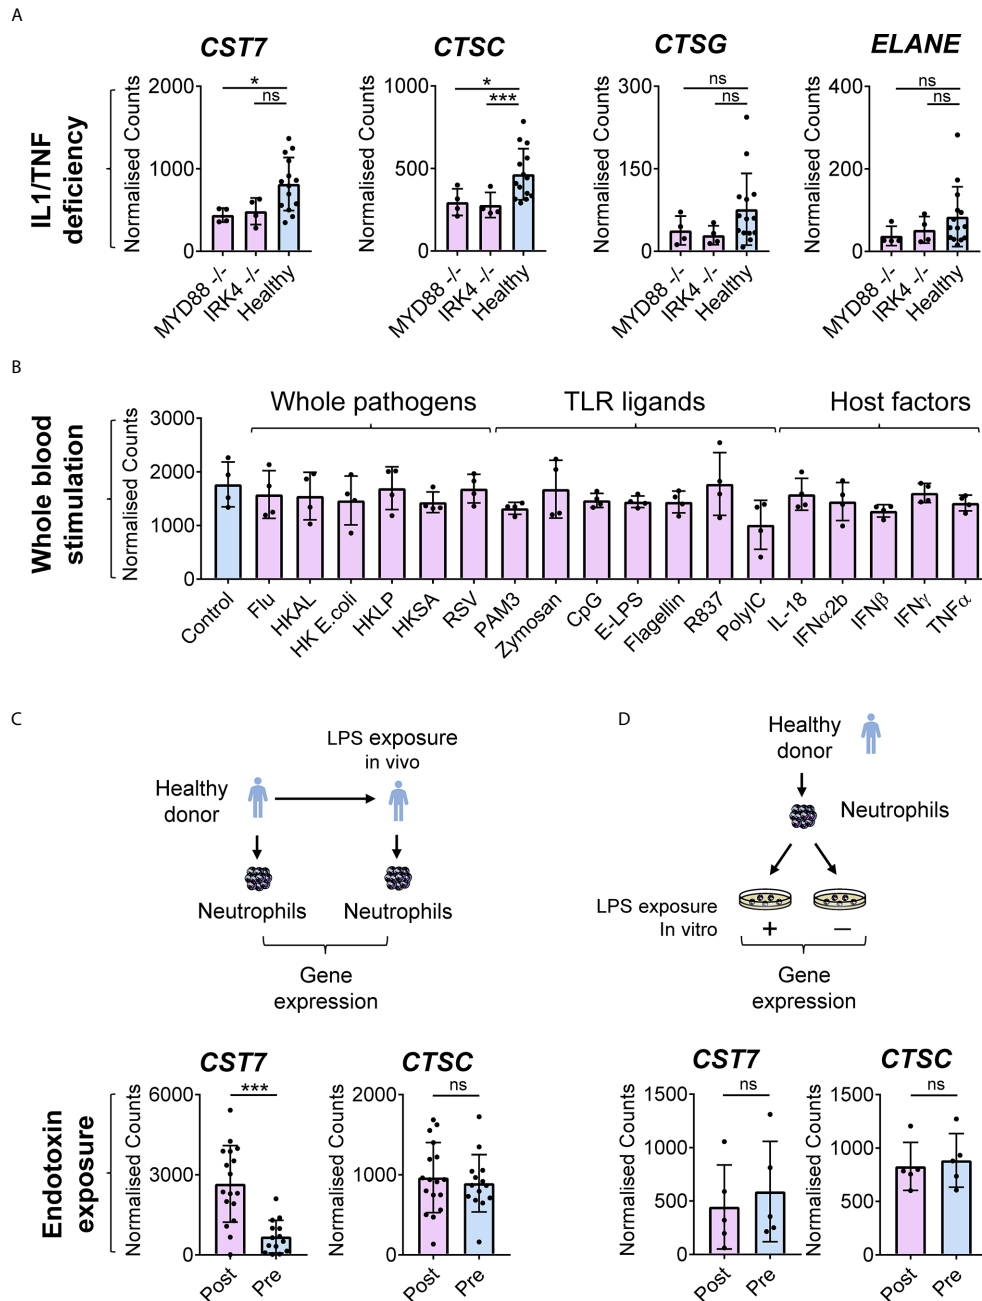 A
CST7
CTSC
CTSG
ELANE
IL1/TNF
deficiency
Normalised Counts
2000
1000
0
*
ns
MYD88 -/-
IRK4 -/-
Healthy
Normalised Counts
1000
500
0
*
***
MYD88 -/-
IRK4 -/-
Healthy
Normalised Counts
300
150
0
ns
ns
MYD88 -/-
IRK4 -/-
Healthy
Normalised Counts
400
200
0
ns
ns
MYD88 -/-
IRK4 -/-
Healthy
B
Whole blood
stimulation
Normalised Counts
3000
2000
1000
0
Whole pathogens
TLR ligands
Host factors
Control
Flu
HKAL
HK E.coli
HKLP
HKSA
RSV
PAM3
Zymosan
CpG
E-LPS
Flagellin
R837
PolyIC
IL-18
IFNα2b
IFNβ
IFNγ
TNFα
C
LPS exposure
in vivo
Healthy
donor
Neutrophils
Neutrophils
Gene
expression
D
Healthy
donor
Neutrophils
LPS exposure
In vitro
+
−
Gene
expression
Endotoxin
exposure
CST7
Normalised Counts
6000
3000
0
***
Post
Pre
CTSC
Normalised Counts
2000
1000
0
ns
Post
Pre
CST7
Normalised Counts
1500
1000
500
0
ns
Post
Pre
CTSC
Normalised Counts
1500
1000
500
0
ns
Post
Pre